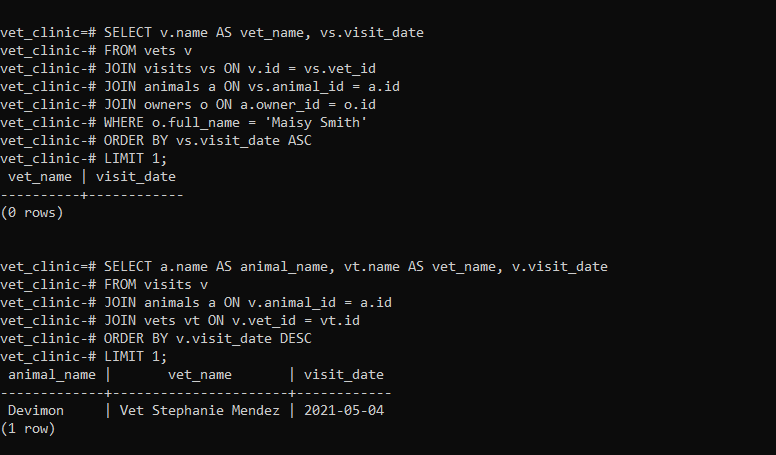 vet_clinic=# SELECT v.name AS vet_name, vs.visit_date
vet_clinic-# FROM vets v
vet_clinic-# JOIN visits vs ON v.id = vs.vet_id
vet_clinic-# JOIN animals a ON vs.animal_id = a.id
vet_clinic-# JOIN owners o ON a.owner_id = o.id
vet_clinic-# WHERE o.full_name = 'Maisy Smith'
vet_clinic-# ORDER BY vs.visit_date ASC
vet_clinic-# LIMIT 1;
 vet_name | visit_date
----------+------------
(0 rows)
vet_clinic=# SELECT a.name AS animal_name, vt.name AS vet_name, v.visit_date
vet_clinic-# FROM visits v
vet_clinic-# JOIN animals a ON v.animal_id = a.id
vet_clinic-# JOIN vets vt ON v.vet_id = vt.id
vet_clinic-# ORDER BY v.visit_date DESC
vet_clinic-# LIMIT 1;
 animal_name |       vet_name       | visit_date
-------------+----------------------+------------
 Devimon     | Vet Stephanie Mendez | 2021-05-04
(1 row)